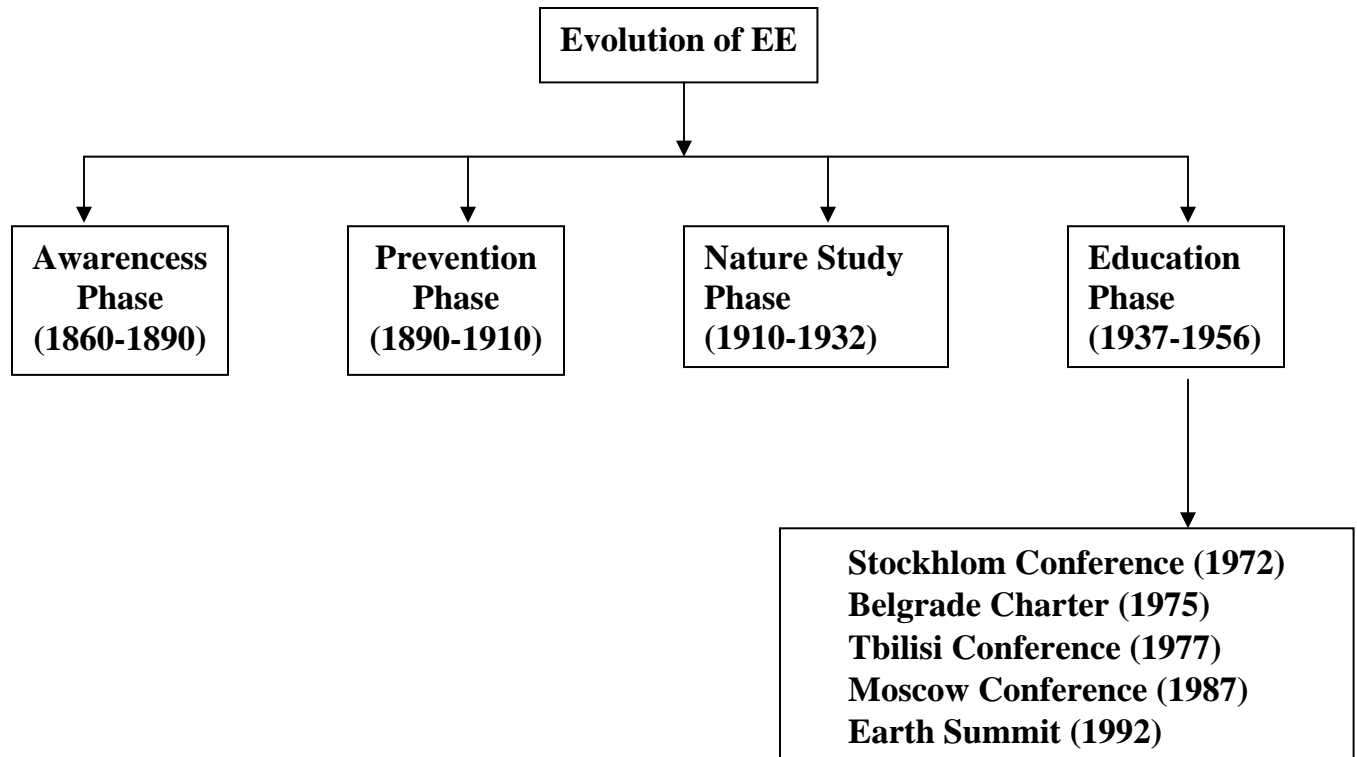 Evolution of EE
Awarencess
Phase
(1860-1890)
Prevention
Phase
(1890-1910)
Nature Study
Phase
(1910-1932)
Education
Phase
(1937-1956)
Stockhlom Conference (1972)
Belgrade Charter (1975)
Tbilisi Conference (1977)
Moscow Conference (1987)
Earth Summit (1992)